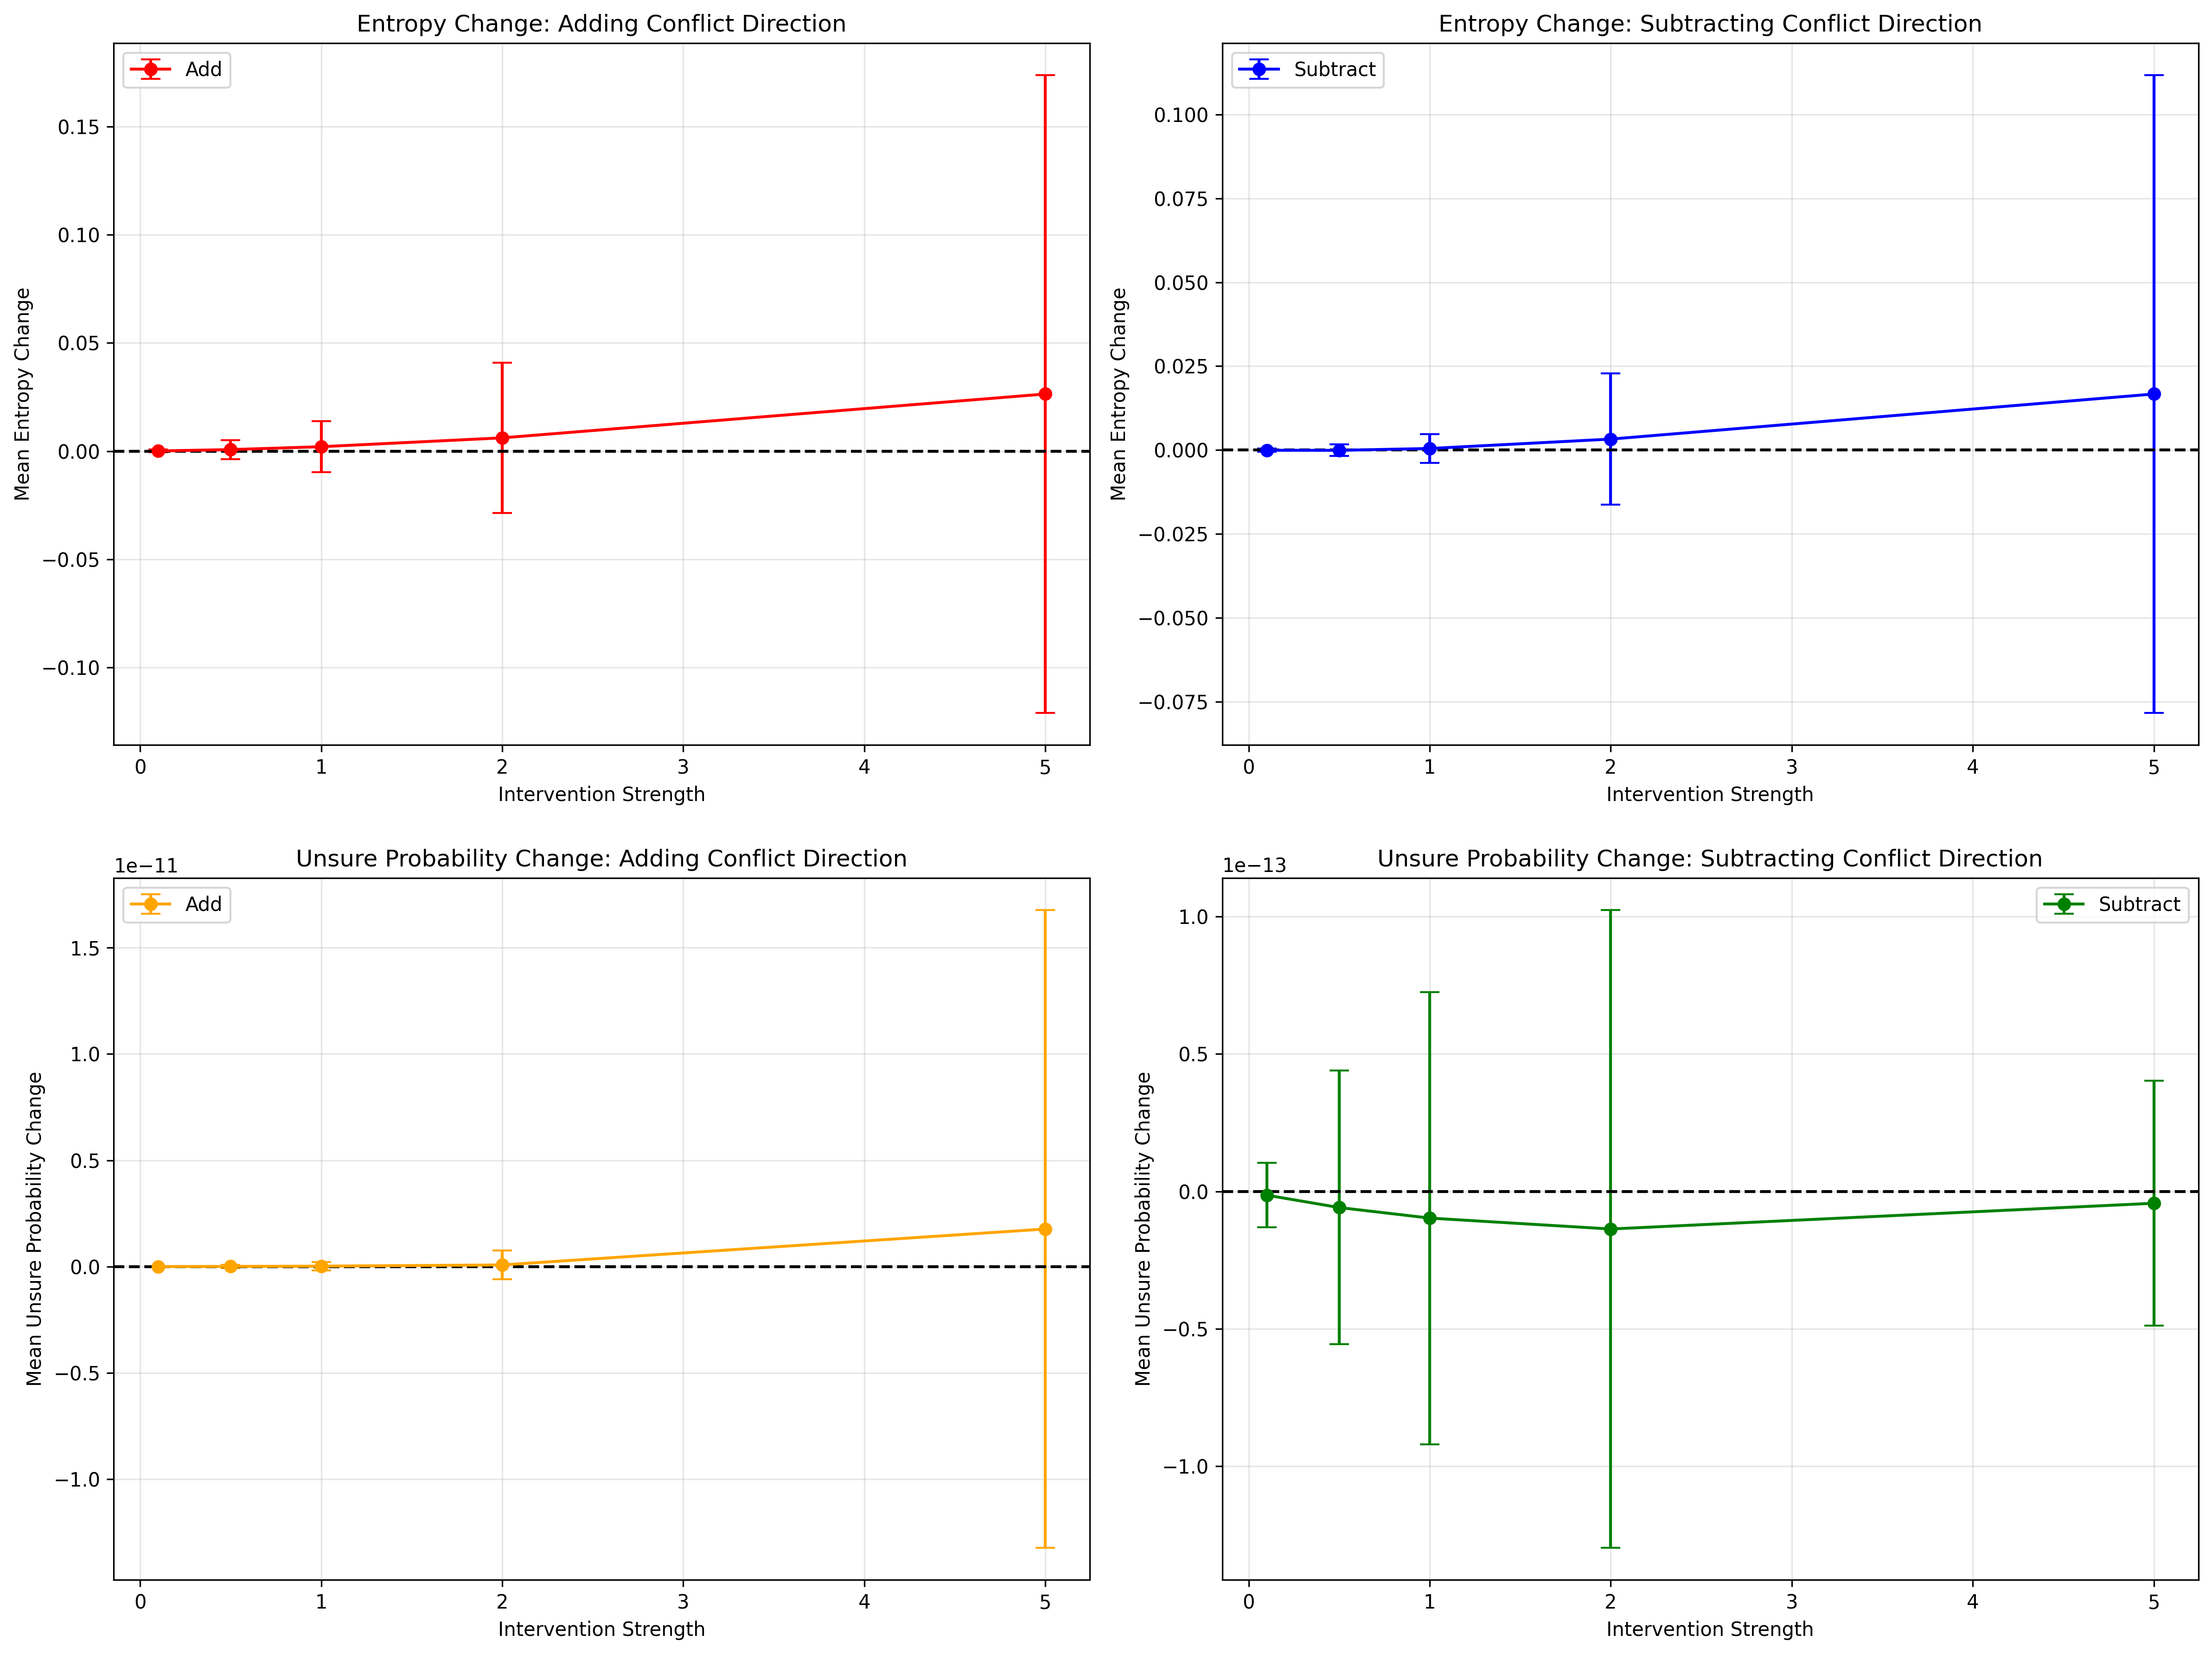 Entropy Change: Adding Conflict Direction
Add
0.15
0.10
0.05
0.00
−0.05
−0.10
Mean Entropy Change
0 1 2 3 4 5
Intervention Strength
Entropy Change: Subtracting Conflict Direction
Subtract
0.100
0.075
0.050
0.025
0.000
−0.025
−0.050
−0.075
Mean Entropy Change
0 1 2 3 4 5
Intervention Strength
Unsure Probability Change: Adding Conflict Direction
1e−11
Add
1.5
1.0
0.5
0.0
−0.5
−1.0
Mean Unsure Probability Change
0 1 2 3 4 5
Intervention Strength
Unsure Probability Change: Subtracting Conflict Direction
1e−13
Subtract
1.0
0.5
0.0
−0.5
−1.0
Mean Unsure Probability Change
0 1 2 3 4 5
Intervention Strength